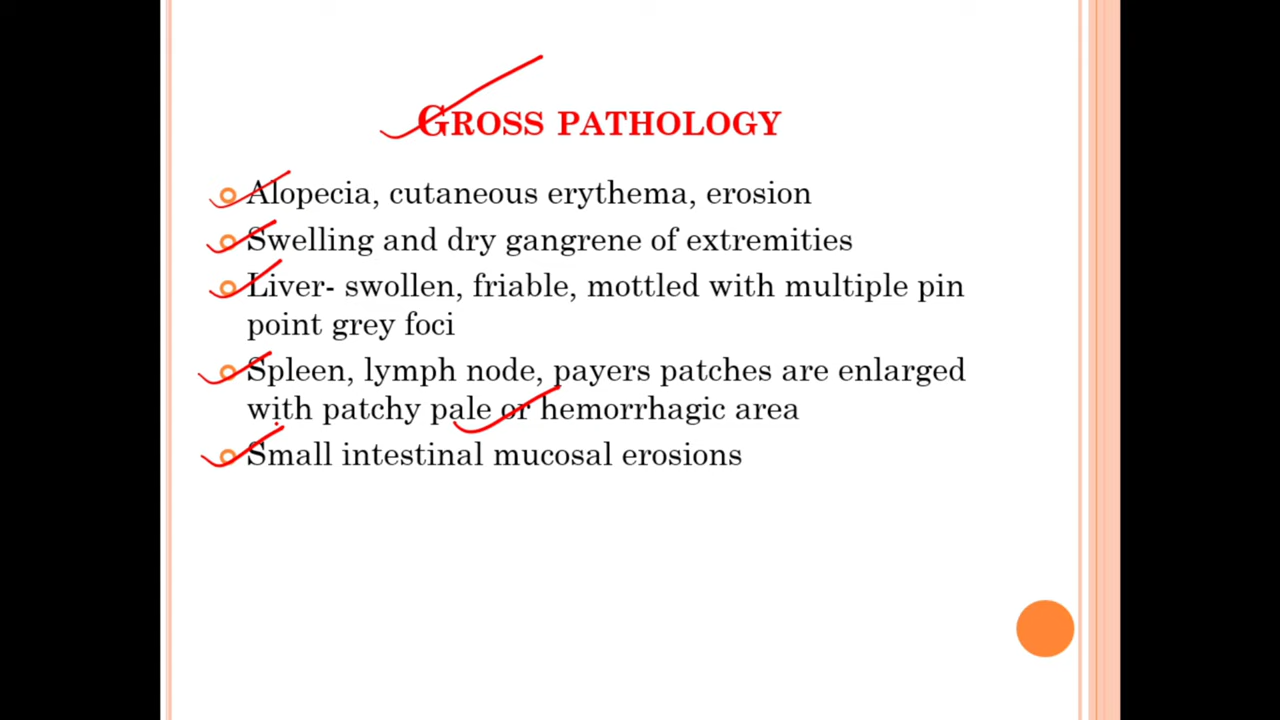 GROSS PATHOLOGY
Alopecia, cutaneous erythema, erosion
Swelling and dry gangrene of extremities
Liver- swollen, friable, mottled with multiple pin
point grey foci
Spleen, lymph node, payers patches are enlarged
with patchy pale or hemorrhagic area
Small intestinal mucosal erosions